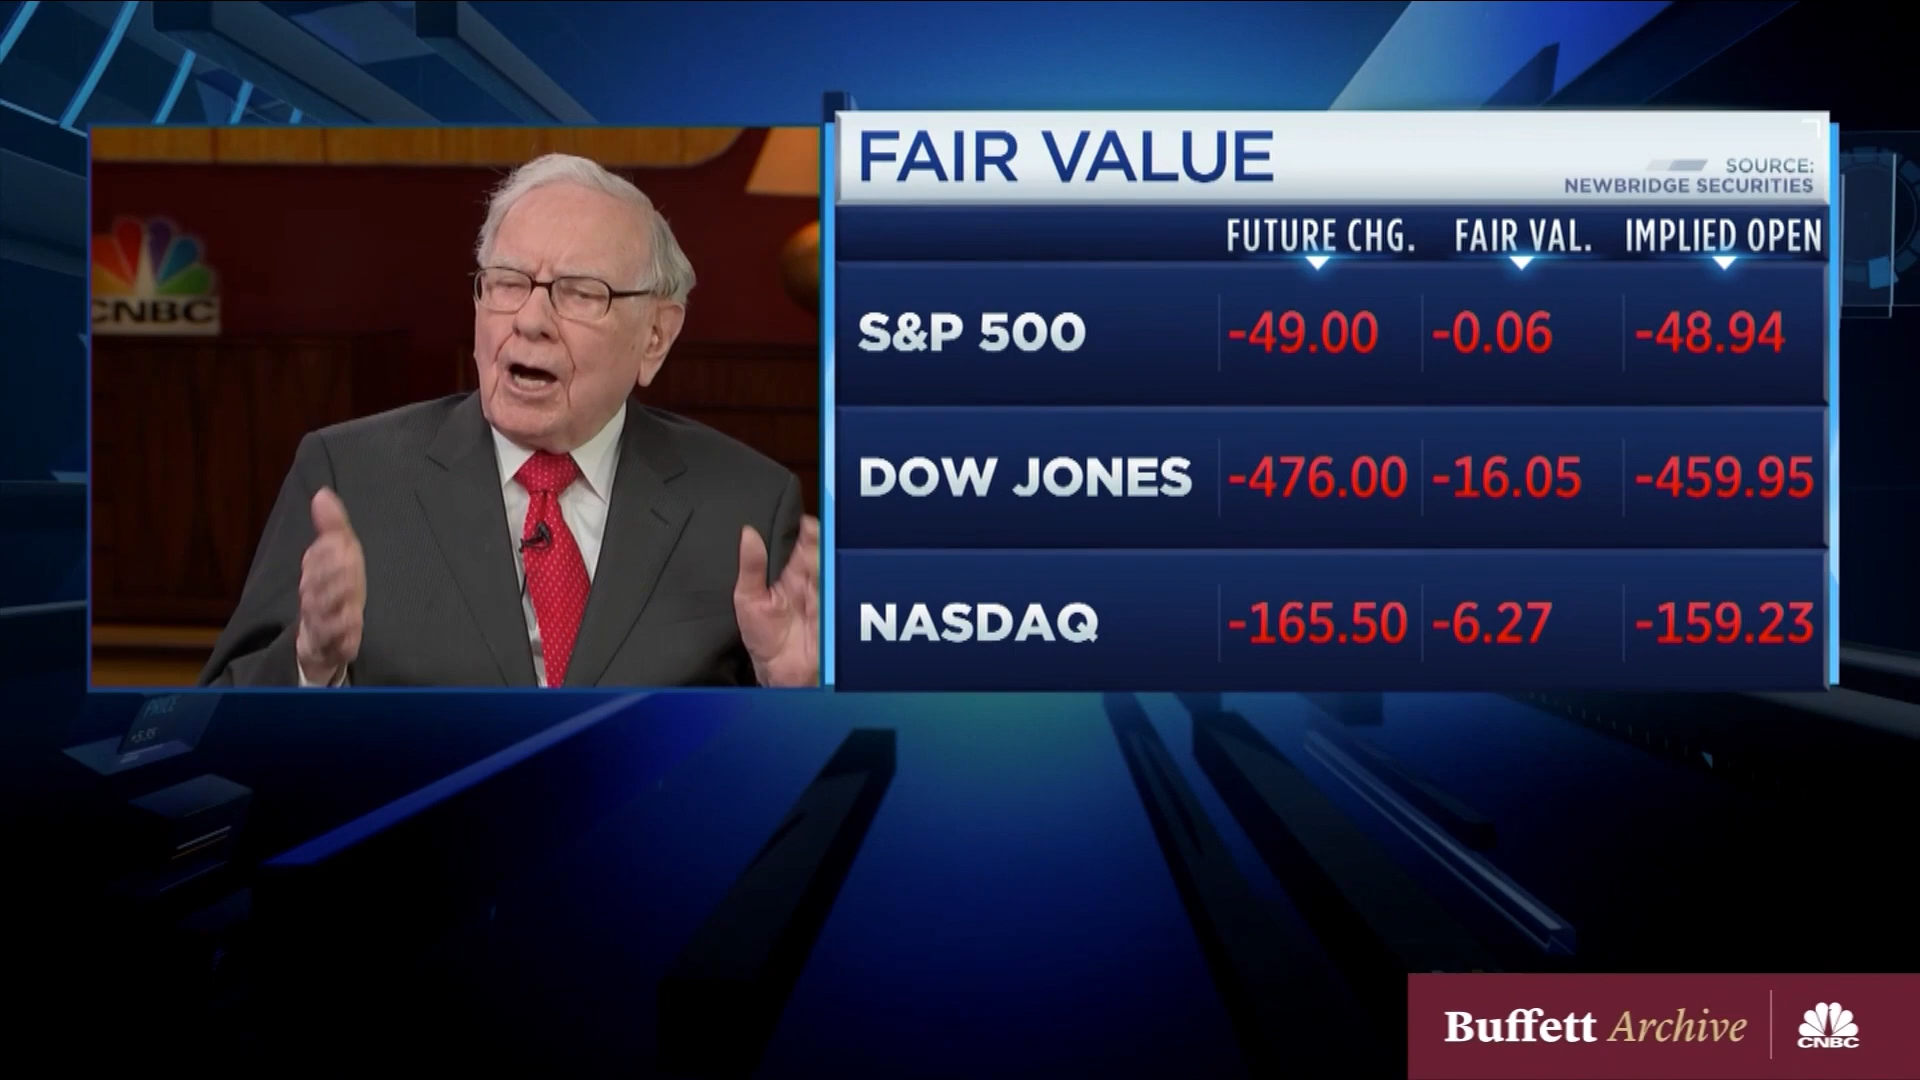 CNBC
FAIR VALUE
SOURCE:
NEWBRIDGE SECURITIES
FUTURE CHG. FAIR VAL. IMPLIED OPEN
S&P 500 -49.00 -0.06 -48.94
DOW JONES -476.00 -16.05 -459.95
NASDAQ -165.50 -6.27 -159.23
PRICE
Buffett Archive
CNBC